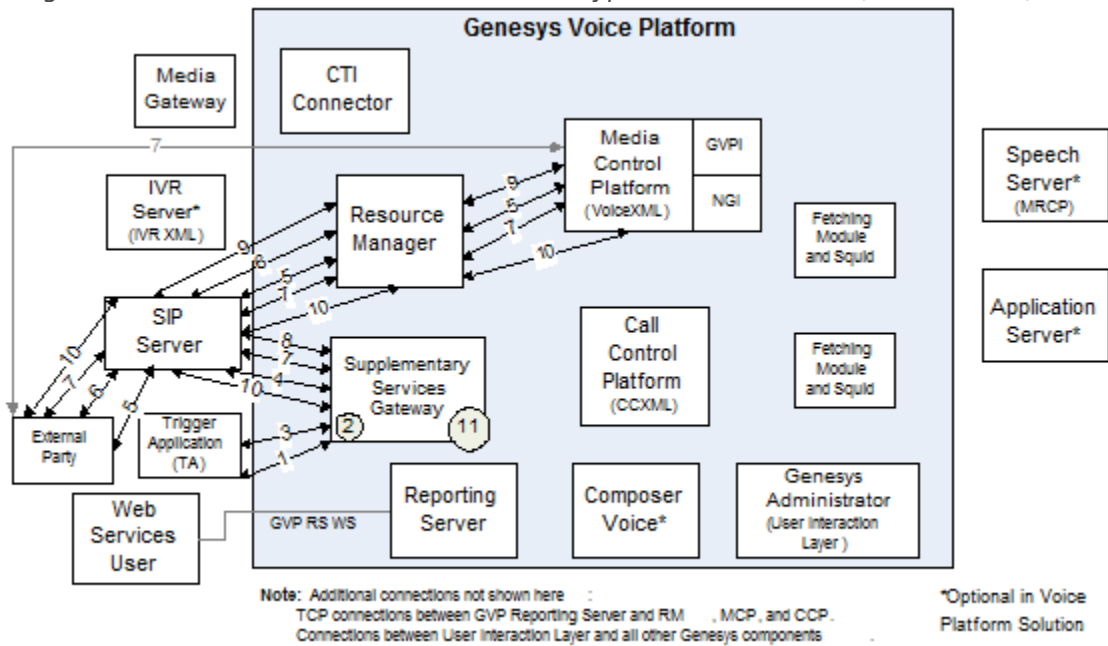 Genesys Voice Platform
Media
Gateway
CTI
Connector
7
Media
Control
Platform
(VoiceXML)
GVPI
NGI
Speech
Server*
(MRCP)
IVR
Server*
(IVR XML)
Resource
Manager
9
5
7
10
Fetching
Module
and Squid
9
6
5
7
10
SIP
Server
Application
Server*
Call
Control
Platform
(CCXML)
8
7
4
10
Supplementary
Services
Gateway
2
11
Fetching
Module
and Squid
10
7
6
5
External
Party
Trigger
Application
(TA)
3
1
Web
Services
User
GVP RS WS
Reporting
Server
Composer
Voice*
Genesys
Administrator
(User Interaction
Layer )
Note: Additional connections not shown here :
TCP connections between GVP Reporting Server and RM , MCP, and CCP.
Connections between User Interaction Layer and all other Genesys components .
*Optional in Voice
Platform Solution